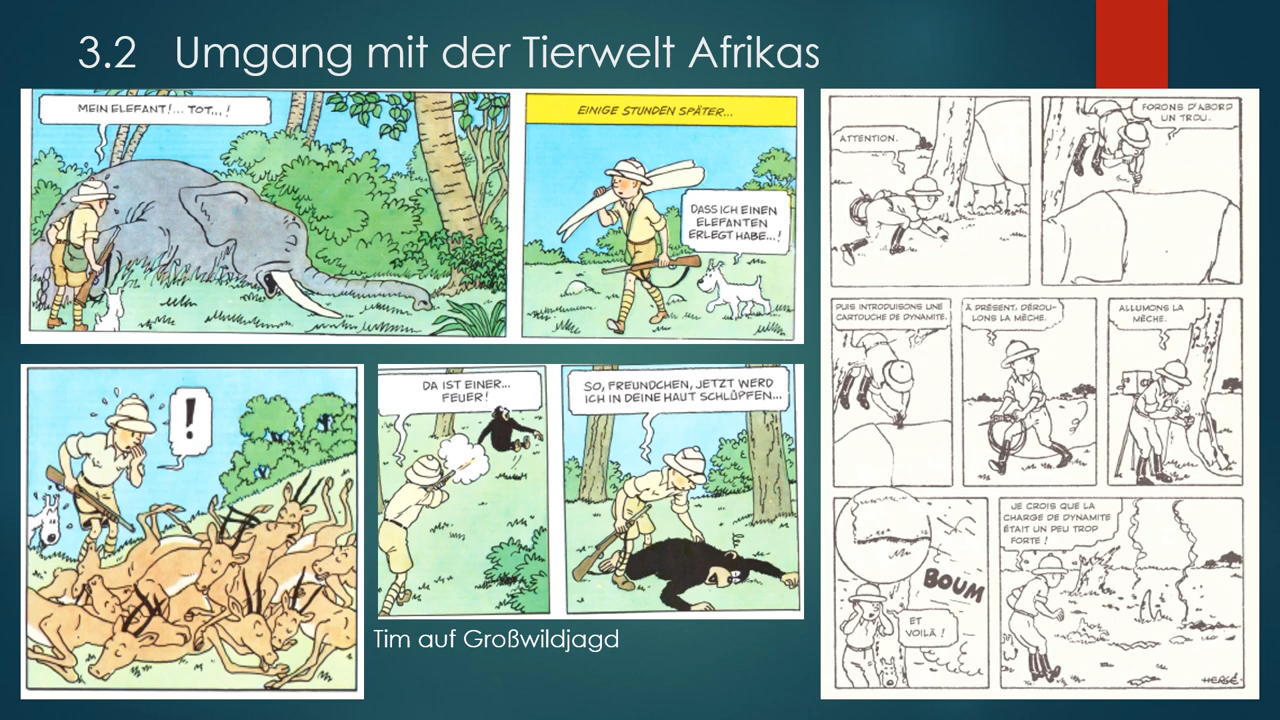 3.2 Umgang mit der Tierwelt Afrikas
MEIN ELEFANT!... TOT...!
EINIGE STUNDEN SPÄTER...
DASS ICH EINEN
ELEFANTEN
ERLEGT HABE...!
!
DA IST EINER...
FEUER!
SO, FREUNDCHEN, JETZT WERD
ICH IN DEINE HAUT SCHLÜPFEN...
Tim auf Großwildjagd
ATTENTION.
FORONS D'ABORD
UN TROU.
PUIS INTRODUISONS UNE
CARTOUCHE DE DYNAMITE.
À PRÉSENT, DÉROU-
LONS LA MÈCHE.
ALLUMONS LA
MÈCHE.
BOUM
ET
VOILÀ !
JE CROIS QUE LA
CHARGE DE DYNAMITE
ÉTAIT UN PEU TROP
FORTE !
HERGÉ